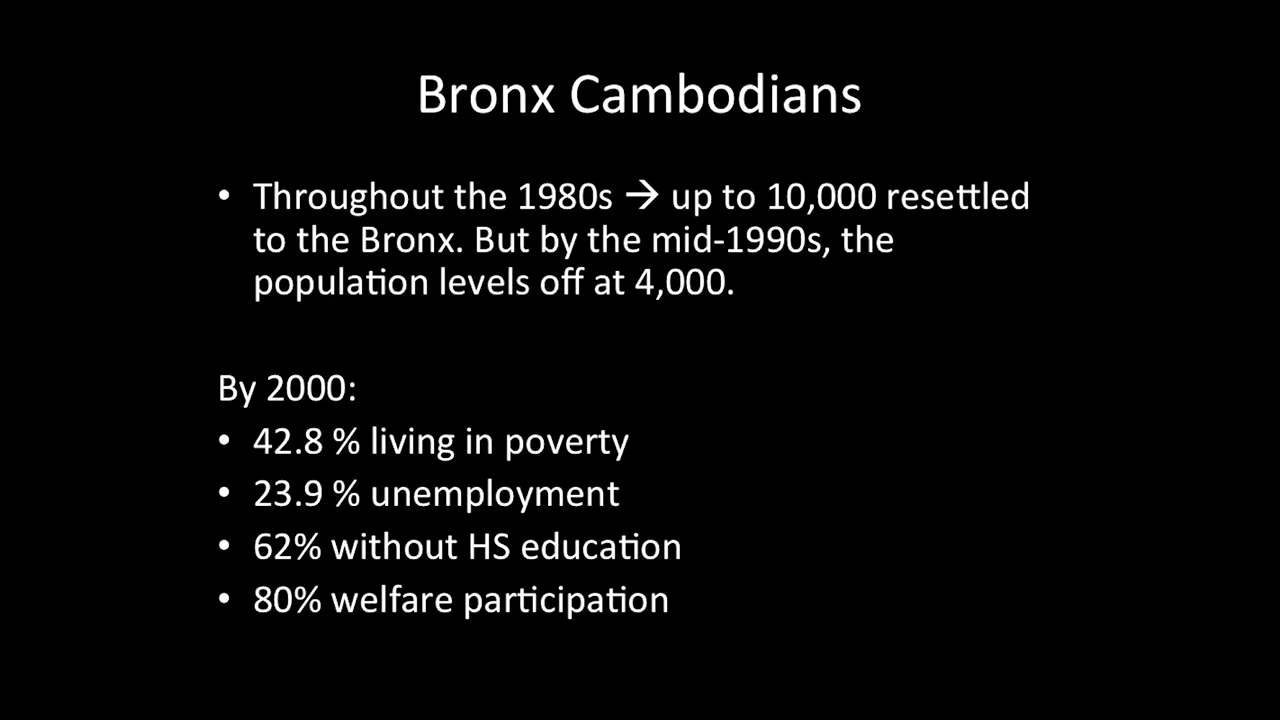 Bronx Cambodians
• Throughout the 1980s → up to 10,000 resettled
to the Bronx. But by the mid-1990s, the
population levels off at 4,000.
By 2000:
• 42.8 % living in poverty
• 23.9 % unemployment
• 62% without HS education
• 80% welfare participation